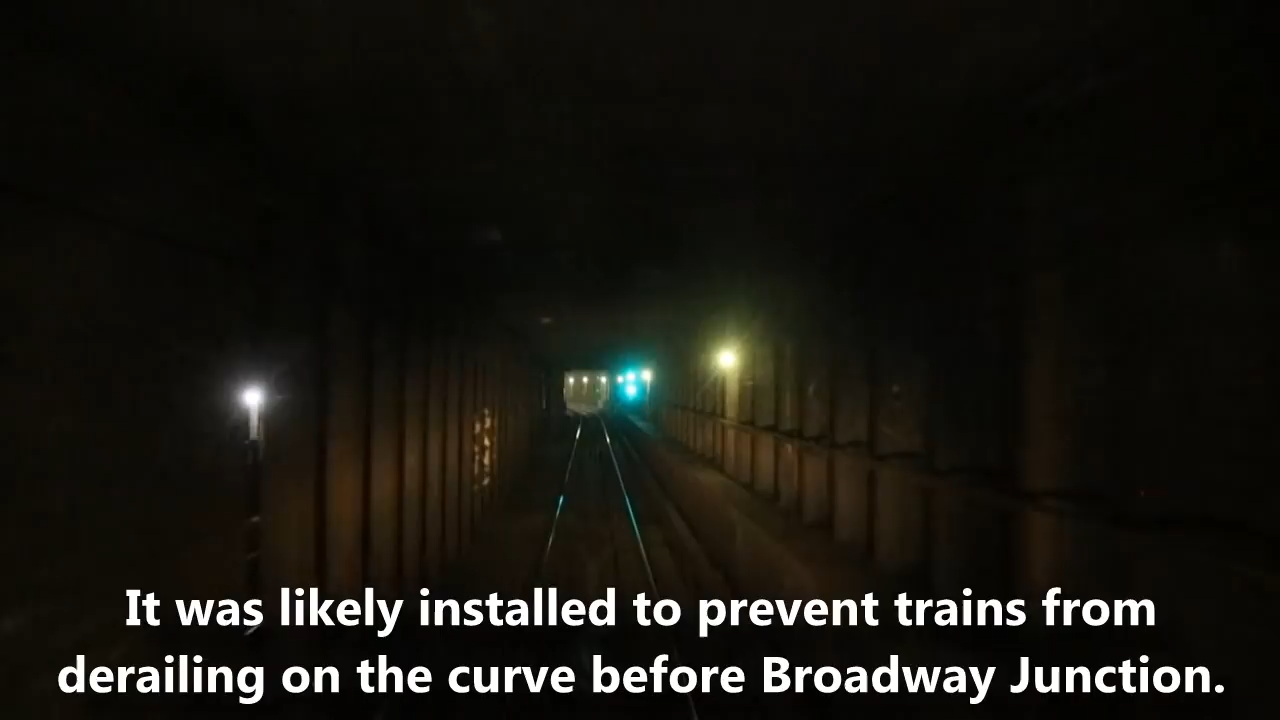 It was likely installed to prevent trains from
derailing on the curve before Broadway Junction.